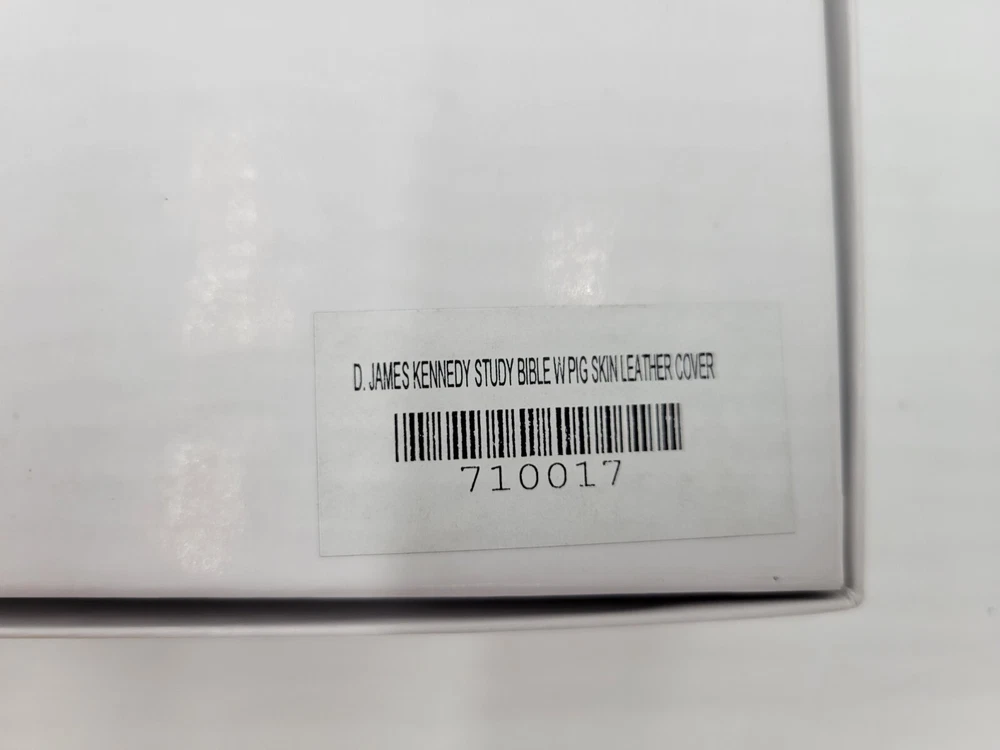 D. JAMES KENNEDY STUDY BIBLE W PIG SKIN LEATHER COVER
710017